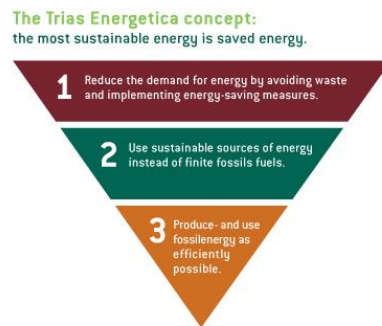 The Trias Energetica concept:
the most sustainable energy is saved energy.
1
Reduce the demand for energy by avoiding waste
and implementing energy-saving measures.
2
Use sustainable sources of energy
instead of finite fossils fuels.
3
Produce- and use
fossilenergy as
efficiently
possible.